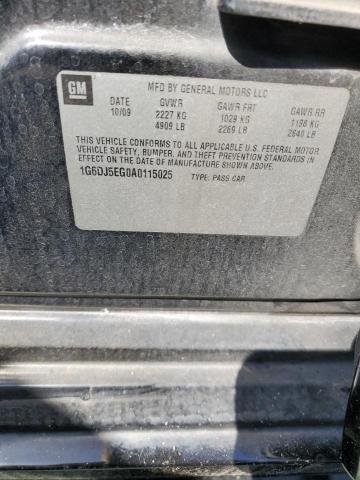 GM
MFD BY GENERAL MOTORS LLC
DATE GVWR GAWR FRT GAWR RR
10/09 2227 KG 1029 KG 1198 KG
4909 LB 2269 LB 2640 LB
THIS VEHICLE CONFORMS TO ALL APPLICABLE U.S. FEDERAL MOTOR
VEHICLE SAFETY, BUMPER, AND THEFT PREVENTION STANDARDS IN
EFFECT ON THE DATE OF MANUFACTURE SHOWN ABOVE.
1G6DJ5EG0A0115025 TYPE: PASS CAR